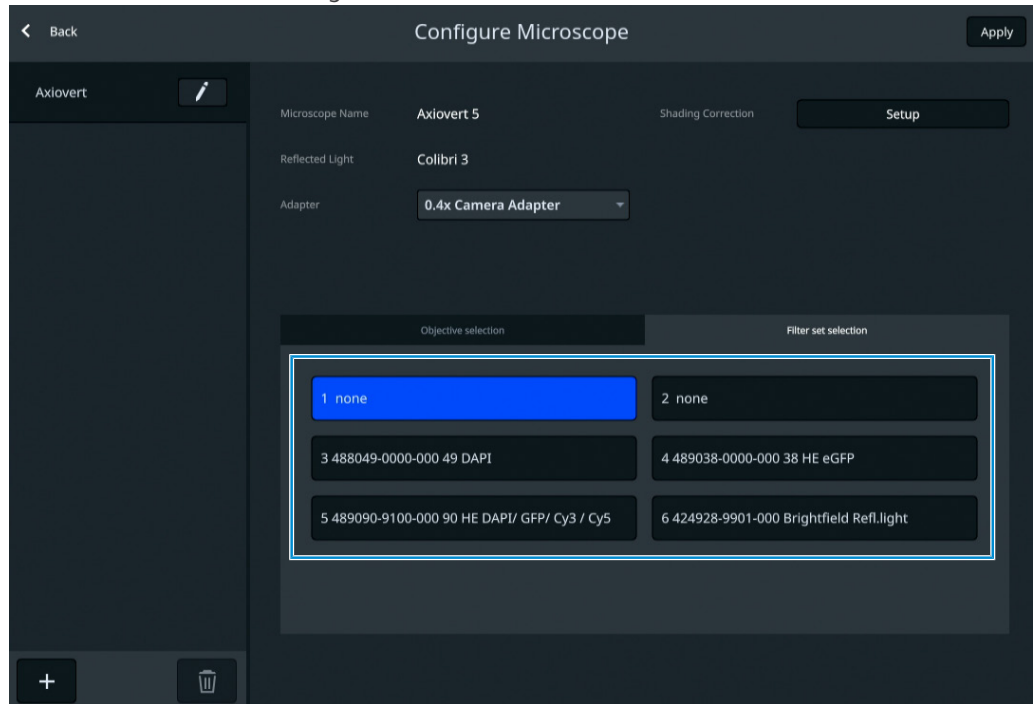 Back
Configure Microscope
Apply
Axiovert
Microscope Name
Axiovert 5
Shading Correction
Setup
Reflected Light
Colibri 3
Adapter
0.4x Camera Adapter
Objective selection
Filter set selection
1 none
2 none
3 488049-0000-000 49 DAPI
4 489038-0000-000 38 HE eGFP
5 489090-9100-000 90 HE DAPI/ GFP/ Cy3 / Cy5
6 424928-9901-000 Brightfield Refl.light